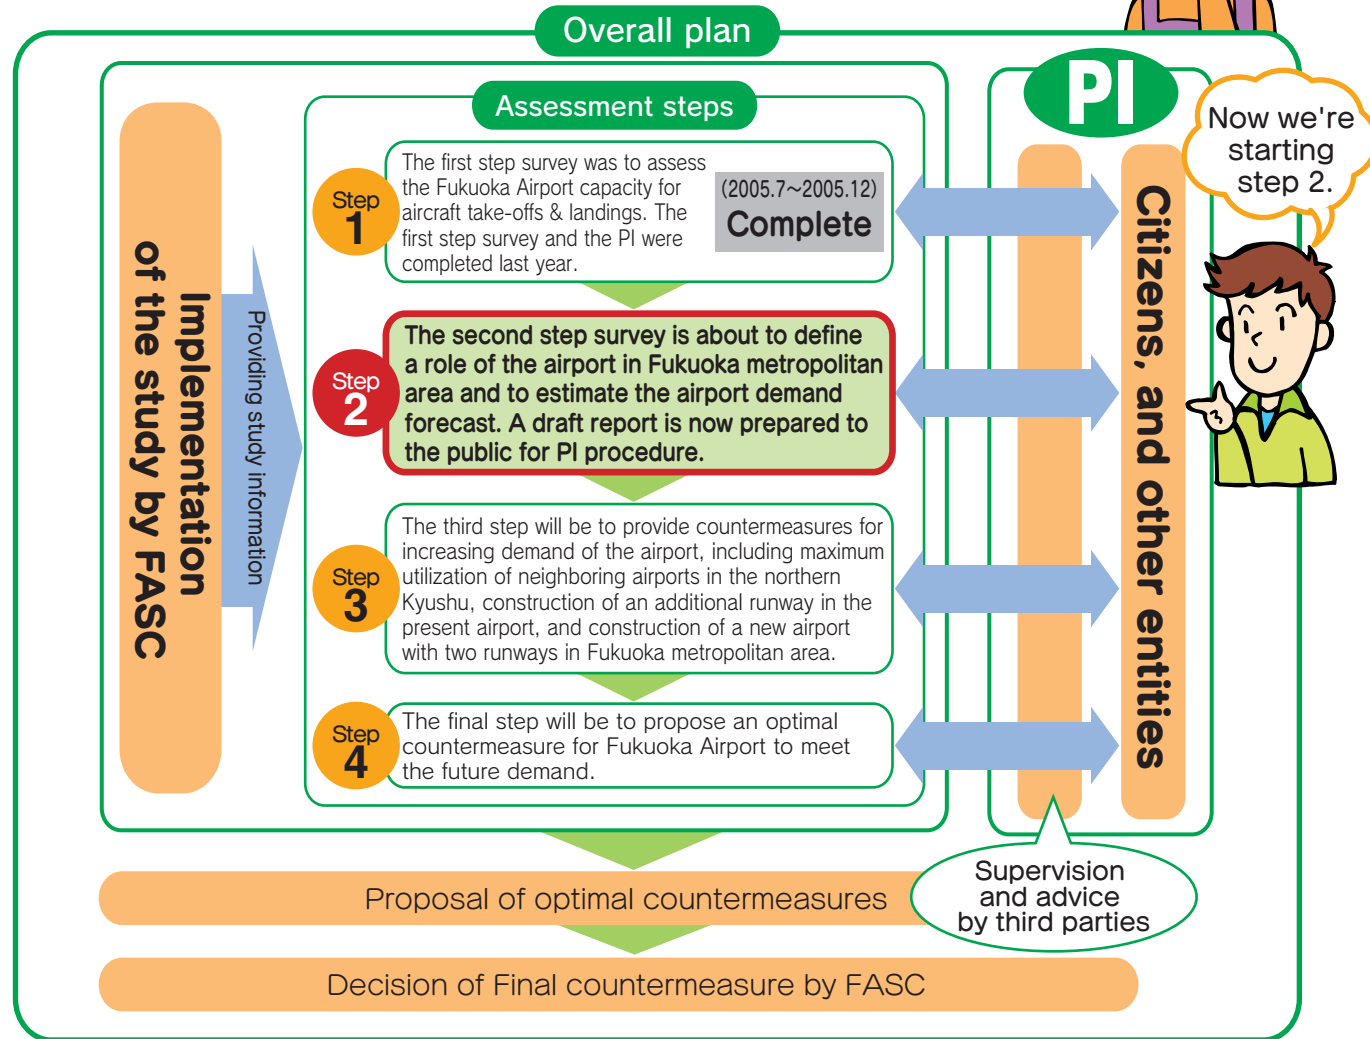 Overall plan
Assessment steps
PI
Now we're
starting
step 2.
Implementation
of the study by FASC
Providing study information
Step
1
The first step survey was to assess
the Fukuoka Airport capacity for
aircraft take-offs & landings. The
first step survey and the PI were
completed last year.
(2005.7~2005.12)
Complete
Step
2
The second step survey is about to define
a role of the airport in Fukuoka metropolitan
area and to estimate the airport demand
forecast. A draft report is now prepared to
the public for PI procedure.
Step
3
The third step will be to provide countermeasures for
increasing demand of the airport, including maximum
utilization of neighboring airports in the northern
Kyushu, construction of an additional runway in the
present airport, and construction of a new airport
with two runways in Fukuoka metropolitan area.
Step
4
The final step will be to propose an optimal
countermeasure for Fukuoka Airport to meet
the future demand.
Citizens, and other entities
Supervision
and advice
by third parties
Proposal of optimal countermeasures
Decision of Final countermeasure by FASC